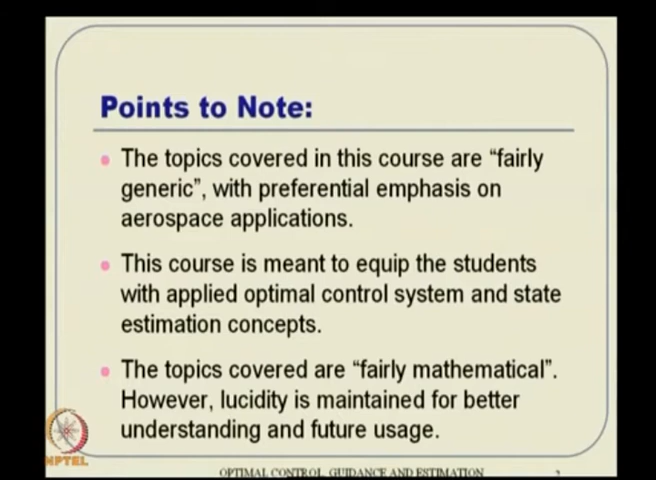 Points to Note:
The topics covered in this course are “fairly
generic”, with preferential emphasis on
aerospace applications.
This course is meant to equip the students
with applied optimal control system and state
estimation concepts.
The topics covered are “fairly mathematical”.
However, lucidity is maintained for better
understanding and future usage.
NPTEL
OPTIMAL CONTROL, GUIDANCE AND ESTIMATION